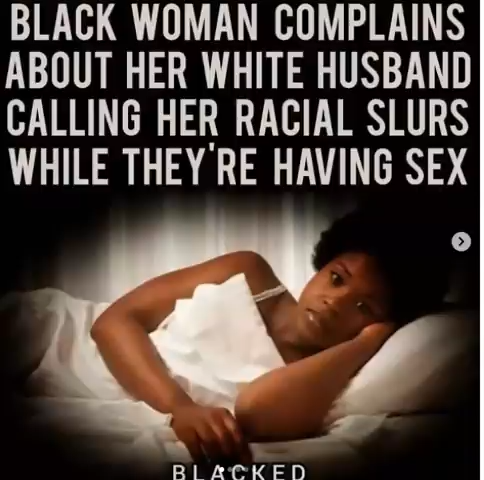 BLACK WOMAN COMPLAINS
ABOUT HER WHITE HUSBAND
CALLING HER RACIAL SLURS
WHILE THEY'RE HAVING SEX
BLACKED